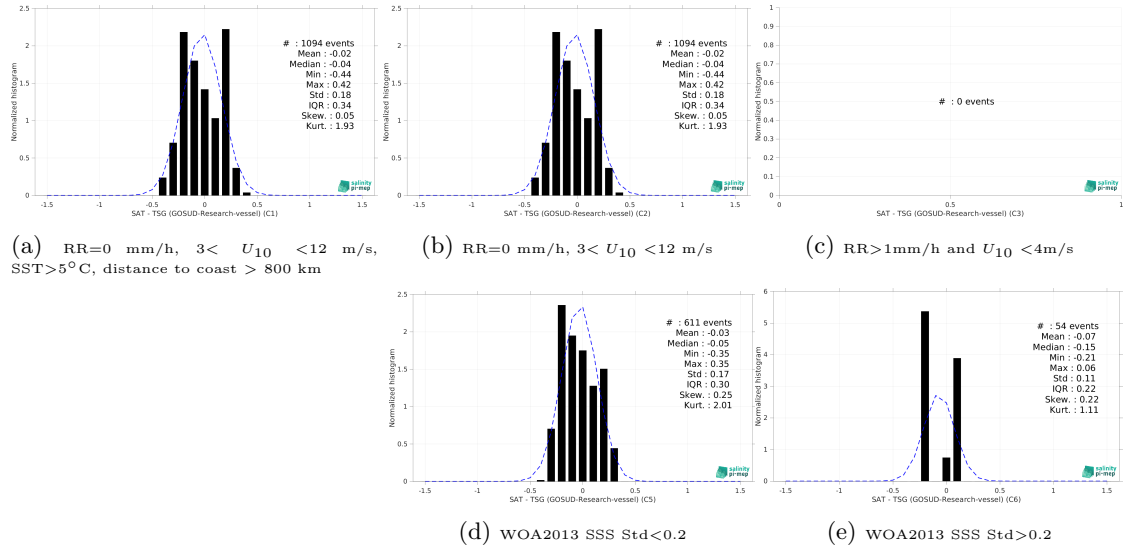 2.5
2
1.5
1
0.5
0
Normalized histogram
# : 1094 events
Mean : -0.02
Median : -0.04
Min : -0.44
Max : 0.42
Std : 0.18
IQR : 0.34
Skew. : 0.05
Kurt. : 1.93
salinity
pi-mep
-1.5 -1 -0.5 0 0.5 1 1.5
SAT - TSG (GOSUD-Research-vessel) (C1)
(a) RR=0 mm/h, 3< U10 <12 m/s,
SST>5°C, distance to coast > 800 km
2.5
2
1.5
1
0.5
0
Normalized histogram
# : 1094 events
Mean : -0.02
Median : -0.04
Min : -0.44
Max : 0.42
Std : 0.18
IQR : 0.34
Skew. : 0.05
Kurt. : 1.93
salinity
pi-mep
-1.5 -1 -0.5 0 0.5 1 1.5
SAT - TSG (GOSUD-Research-vessel) (C2)
(b) RR=0 mm/h, 3< U10 <12 m/s
1
0.9
0.8
0.7
0.6
0.5
0.4
0.3
0.2
0.1
0
Normalized histogram
# : 0 events
salinity
pi-mep
0 0.5 1
SAT - TSG (GOSUD-Research-vessel) (C3)
(c) RR>1mm/h and U10 <4m/s
2.5
2
1.5
1
0.5
0
Normalized histogram
# : 611 events
Mean : -0.03
Median : -0.05
Min : -0.35
Max : 0.35
Std : 0.17
IQR : 0.30
Skew. : 0.25
Kurt. : 2.01
salinity
pi-mep
-1.5 -1 -0.5 0 0.5 1 1.5
SAT - TSG (GOSUD-Research-vessel) (C5)
(d) WOA2013 SSS Std<0.2
6
5
4
3
2
1
0
Normalized histogram
# : 54 events
Mean : -0.07
Median : -0.15
Min : -0.21
Max : 0.06
Std : 0.11
IQR : 0.22
Skew. : 0.22
Kurt. : 1.11
salinity
pi-mep
-1.5 -1 -0.5 0 0.5 1 1.5
SAT - TSG (GOSUD-Research-vessel) (C6)
(e) WOA2013 SSS Std>0.2